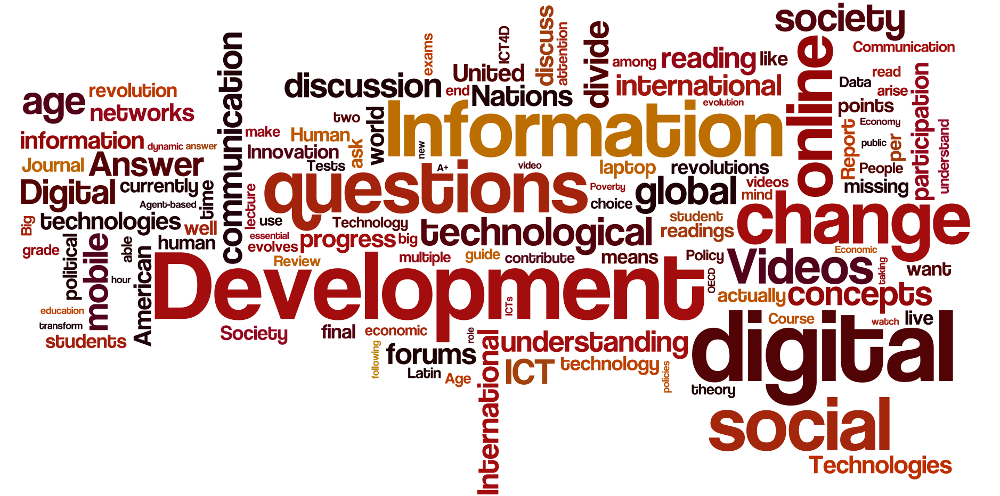 society
Communication
online
discuss
attention
ICT4D
exams
divide
among
reading
like
United
Nations
end
discussion
communication
international
evolution
Data
read
arise
points
participation
Economy
Report
public
per
understand
People
missing
revolution
age
networks
information
dynamic
answer
Journal
Answer
Digital
currently
time
Agent-based
Big
technologies
well
grade
political
mobile
able
human
hour
American
education
transform
students
two
world
make
Human
ask
Innovation
Tests
Information
new
A+
video
laptop
revolutions
questions
Poverty
choice
global
videos
mind
lecture
use
Technology
essential
evolves
progress
big
technological
student
readings
change
Review
multiple
guide
contribute
means
Policy
Videos
Economic
taking
want
Development
ICTs
OECD
actually
concepts
Society
final
economic
role
following
forums
Latin
Age
International
understanding
ICT
technology
policies
digital
Course
watch
live
theory
social
Technologies